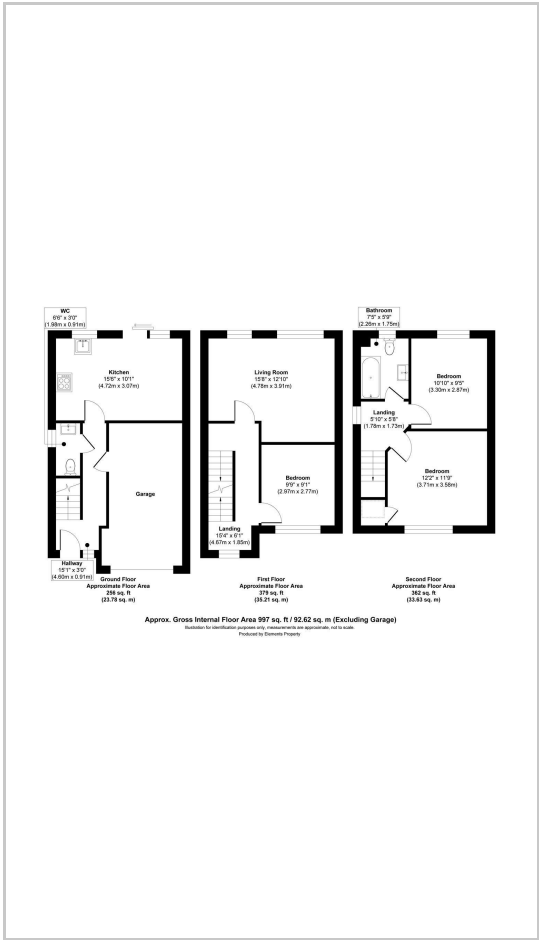 WC
6'6" x 3'0"
(1.98m x 0.91m)
Kitchen
15'6" x 10'1"
(4.72m x 3.07m)
Garage
Hallway
15'1" x 3'0"
(4.60m x 0.91m)
Ground Floor
Approximate Floor Area
256 sq. ft
(23.78 sq. m)
Living Room
15'8" x 12'10"
(4.78m x 3.91m)
Bedroom
9'9" x 9'1"
(2.97m x 2.77m)
Landing
15'4" x 6'1"
(4.67m x 1.85m)
First Floor
Approximate Floor Area
379 sq. ft
(35.21 sq. m)
Bathroom
7'5" x 5'9"
(2.26m x 1.75m)
Bedroom
10'10" x 9'5"
(3.30m x 2.87m)
Landing
5'10" x 5'8"
(1.78m x 1.73m)
Bedroom
12'2" x 11'9"
(3.71m x 3.58m)
Second Floor
Approximate Floor Area
362 sq. ft
(33.63 sq. m)
Approx. Gross Internal Floor Area 997 sq. ft / 92.62 sq. m (Excluding Garage)
Illustration for identification purposes only, measurements are approximate, not to scale.
Produced by Elements Property